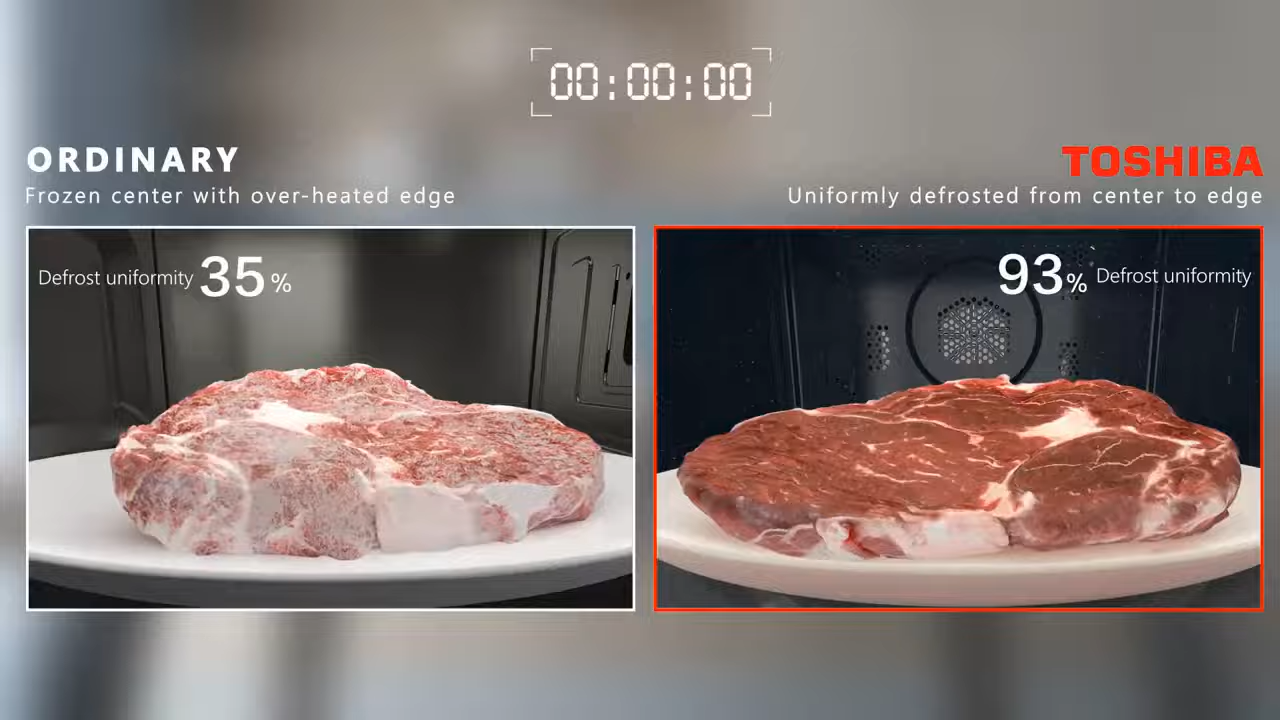 00:00:00
ORDINARY
Frozen center with over-heated edge
TOSHIBA
Uniformly defrosted from center to edge
Defrost uniformity 35%
93% Defrost uniformity